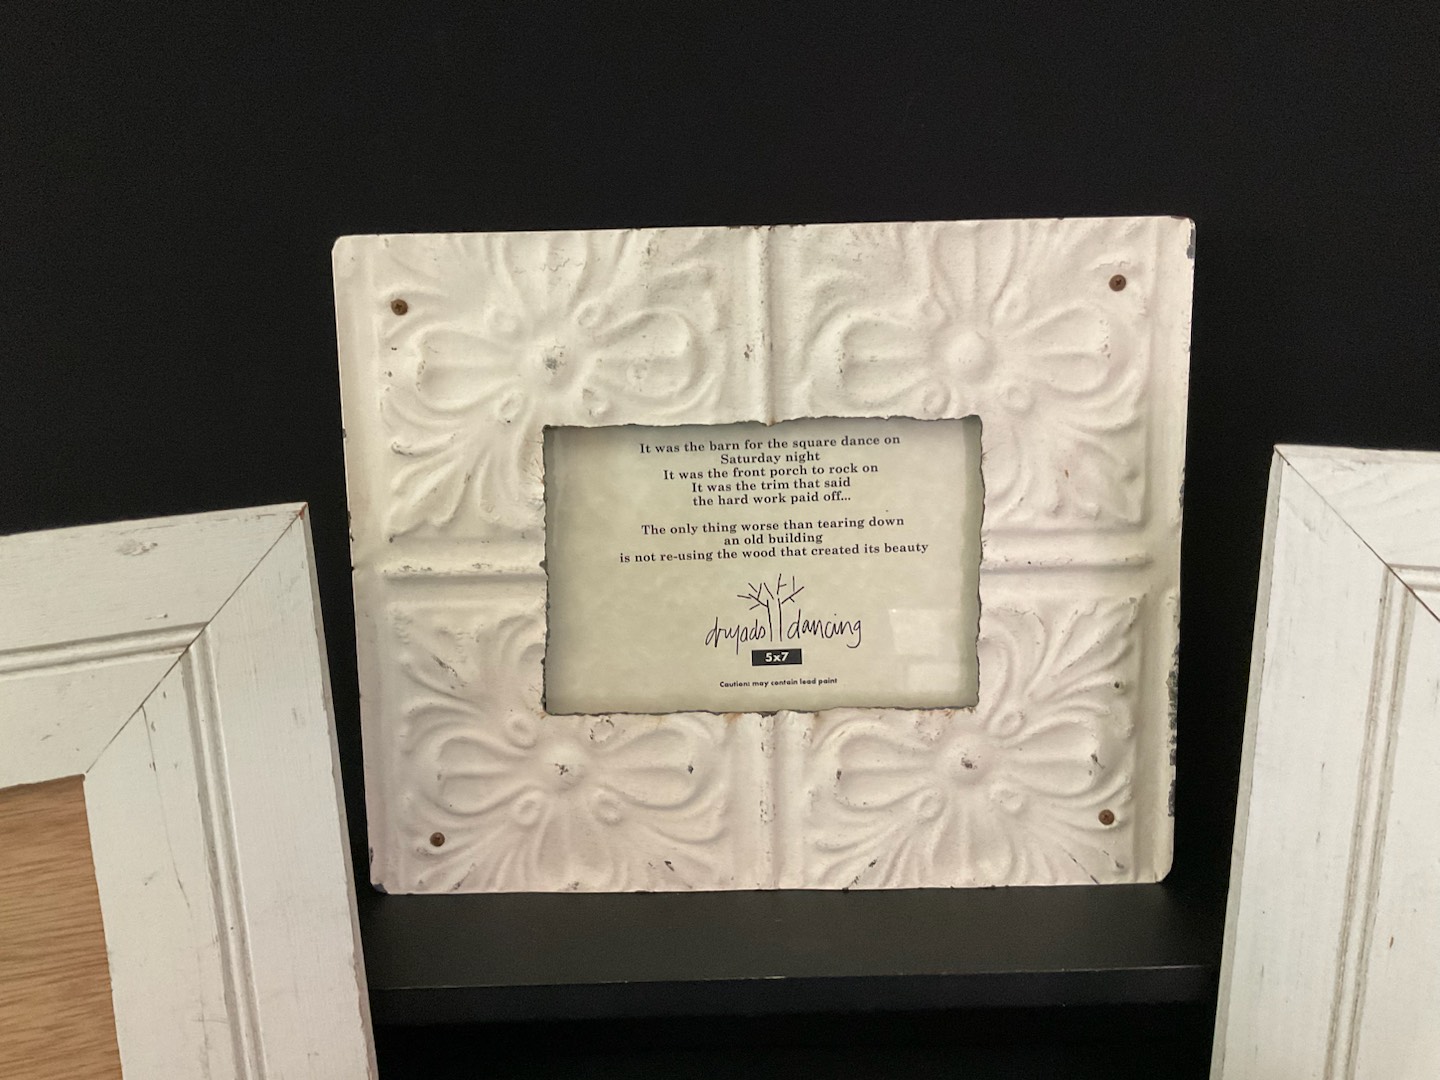 It was the barn for the square dance on
Saturday night
It was the front porch to rock on
It was the trim that said
the hard work paid off...
The only thing worse than tearing down
an old building
is not re-using the wood that created its beauty
dryads dancing
5x7
Caution: may contain lead paint